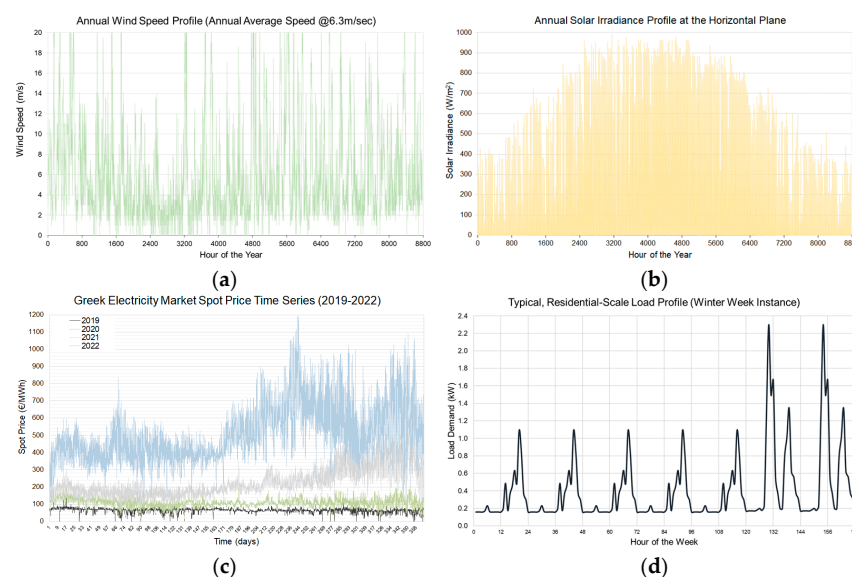 Annual Wind Speed Profile (Annual Average Speed @6.3m/sec)
Wind Speed (m/s)
20
18
16
14
12
10
8
6
4
2
0
0 800 1600 2400 3200 4000 4800 5600 6400 7200 8000 8800
Hour of the Year
(a)
Annual Solar Irradiance Profile at the Horizontal Plane
Solar Irradiance (W/m²)
1000
900
800
700
600
500
400
300
200
100
0
0 800 1600 2400 3200 4000 4800 5600 6400 7200 8000
Hour of the Year
(b)
Greek Electricity Market Spot Price Time Series (2019-2022)
Spot Price (€/MWh)
1200
1100
1000
900
800
700
600
500
400
300
200
100
0
2019
2020
2021
2022
Time (days)
(c)
Typical, Residential-Scale Load Profile (Winter Week Instance)
Load Demand (kW)
2.4
2.2
2.0
1.8
1.6
1.4
1.2
1.0
0.8
0.6
0.4
0.2
0.0
0 12 24 36 48 60 72 84 96 108 120 132 144 156
Hour of the Week
(d)